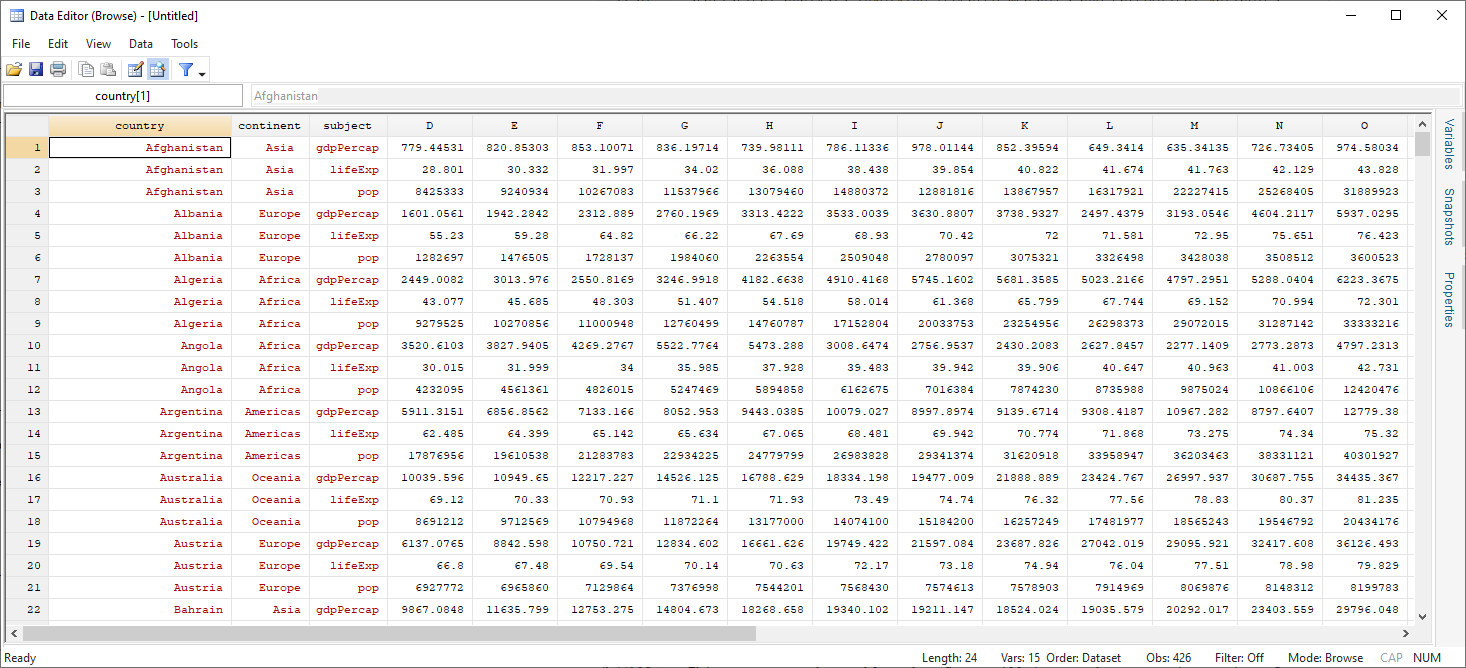 Data Editor (Browse) - [Untitled]
File Edit View Data Tools
country[1] Afghanistan
country continent subject D E F G H I J K L M N O
1 Afghanistan Asia gdpPercap 779.44531 820.85303 853.10071 836.19714 739.98111 786.11336 978.01144 852.39594 649.3414 635.34135 726.73405 974.58034
2 Afghanistan Asia lifeExp 28.801 30.332 31.997 34.02 36.088 38.438 39.854 40.822 41.674 41.763 42.129 43.828
3 Afghanistan Asia pop 8425333 9240934 10267083 11537966 13079460 14880372 12881816 13867957 16317921 22227415 25268405 31889923
4 Albania Europe gdpPercap 1601.0561 1942.2842 2312.889 2760.1969 3313.4222 3533.0039 3630.8807 3738.9327 2497.4379 3193.0546 4604.2117 5937.0295
5 Albania Europe lifeExp 55.23 59.28 64.82 66.22 67.69 68.93 70.42 72 71.581 72.95 75.651 76.423
6 Albania Europe pop 1282697 1476505 1728137 1984060 2263554 2509048 2780097 3075321 3326498 3428038 3508512 3600523
7 Algeria Africa gdpPercap 2449.0082 3013.976 2550.8169 3246.9918 4182.6638 4910.4168 5745.1602 5681.3585 5023.2166 4797.2951 5288.0404 6223.3675
8 Algeria Africa lifeExp 43.077 45.685 48.303 51.407 54.518 58.014 61.368 65.799 67.744 69.152 70.994 72.301
9 Algeria Africa pop 9279525 10270856 11000948 12760499 14760787 17152804 20033753 23254956 26298373 29072015 31287142 33333216
10 Angola Africa gdpPercap 3520.6103 3827.9405 4269.2767 5522.7764 5473.288 3008.6474 2756.9537 2430.2083 2627.8457 2277.1409 2773.2873 4797.2313
11 Angola Africa lifeExp 30.015 31.999 34 35.985 37.928 39.483 39.942 39.906 40.647 40.963 41.003 42.731
12 Angola Africa pop 4232095 4561361 4826015 5247469 5894858 6162675 7016384 7874230 8735988 9875024 10866106 12420476
13 Argentina Americas gdpPercap 5911.3151 6856.8562 7133.166 8052.953 9443.0385 10079.027 8997.8974 9139.6714 9308.4187 10967.282 8797.6407 12779.38
14 Argentina Americas lifeExp 62.485 64.399 65.142 65.634 67.065 68.481 69.942 70.774 71.868 73.275 74.34 75.32
15 Argentina Americas pop 17876956 19610538 21283783 22934225 24779799 26983828 29341374 31620918 33958947 36203463 38331121 40301927
16 Australia Oceania gdpPercap 10039.596 10949.65 12217.227 14526.125 16788.629 18334.198 19477.009 21888.889 23424.767 26997.937 30687.755 34435.367
17 Australia Oceania lifeExp 69.12 70.33 70.93 71.1 71.93 73.49 74.74 76.32 77.56 78.83 80.37 81.235
18 Australia Oceania pop 8691212 9712569 10794968 11872264 13177000 14074100 15184200 16257249 17481977 18565243 19546792 20434176
19 Austria Europe gdpPercap 6137.0765 8842.598 10750.721 12834.602 16661.626 19749.422 21597.084 23687.826 27042.019 29095.921 32417.608 36126.493
20 Austria Europe lifeExp 66.8 67.48 69.54 70.14 70.63 72.17 73.18 74.94 76.04 77.51 78.98 79.829
21 Austria Europe pop 6927772 6965860 7129864 7376998 7544201 7568430 7574613 7578903 7914969 8069876 8148312 8199783
22 Bahrain Asia gdpPercap 9867.0848 11635.799 12753.275 14804.673 18268.658 19340.102 19211.147 18524.024 19035.579 20292.017 23403.559 29796.048
Variables
Snapshots
Properties
Ready Length: 24 Vars: 15 Order: Dataset Obs: 426 Filter: Off Mode: Browse CAP NUM